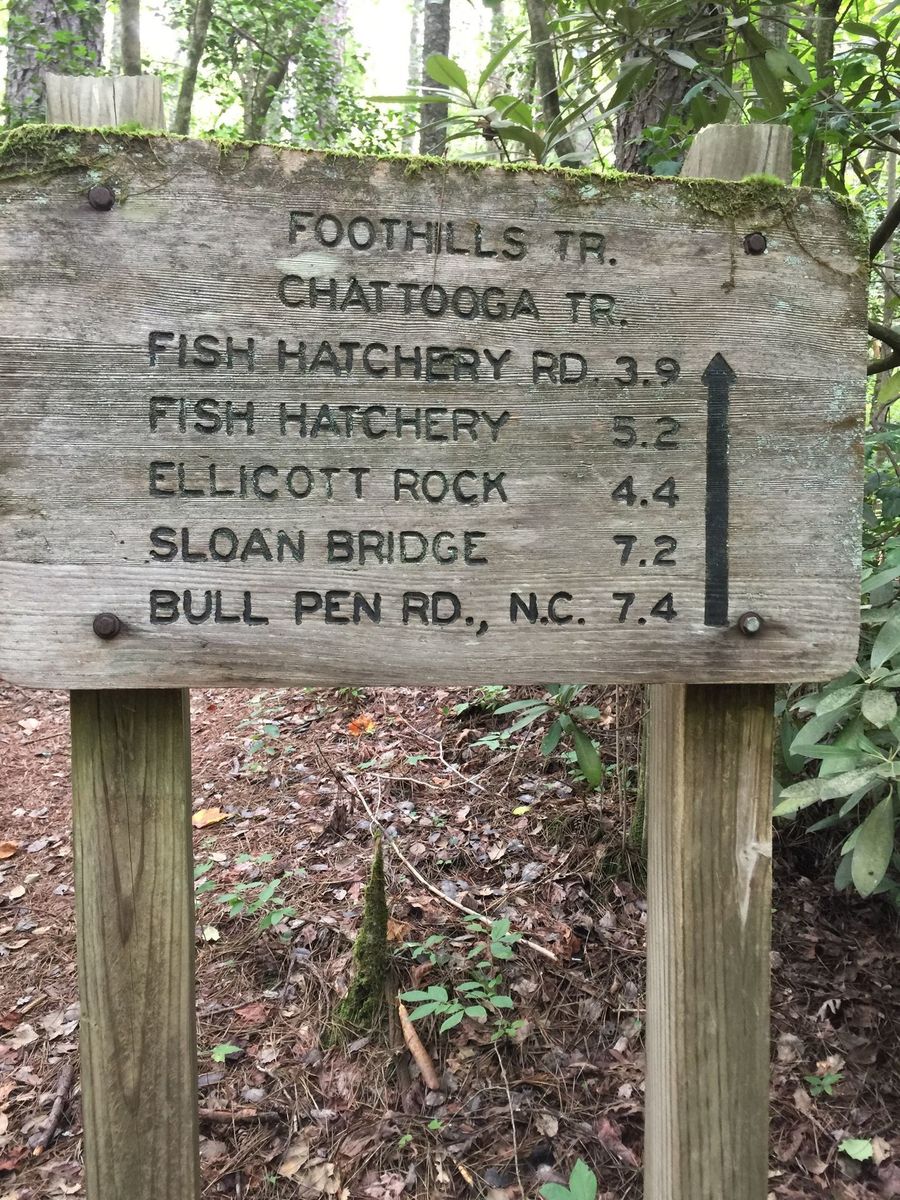 FOOTHILLS TR.
CHATTOOGA TR.
FISH HATCHERY RD. 3.9
FISH HATCHERY 5.2
ELLICOTT ROCK 4.4
SLOAN BRIDGE 7.2
BULL PEN RD., N.C. 7.4